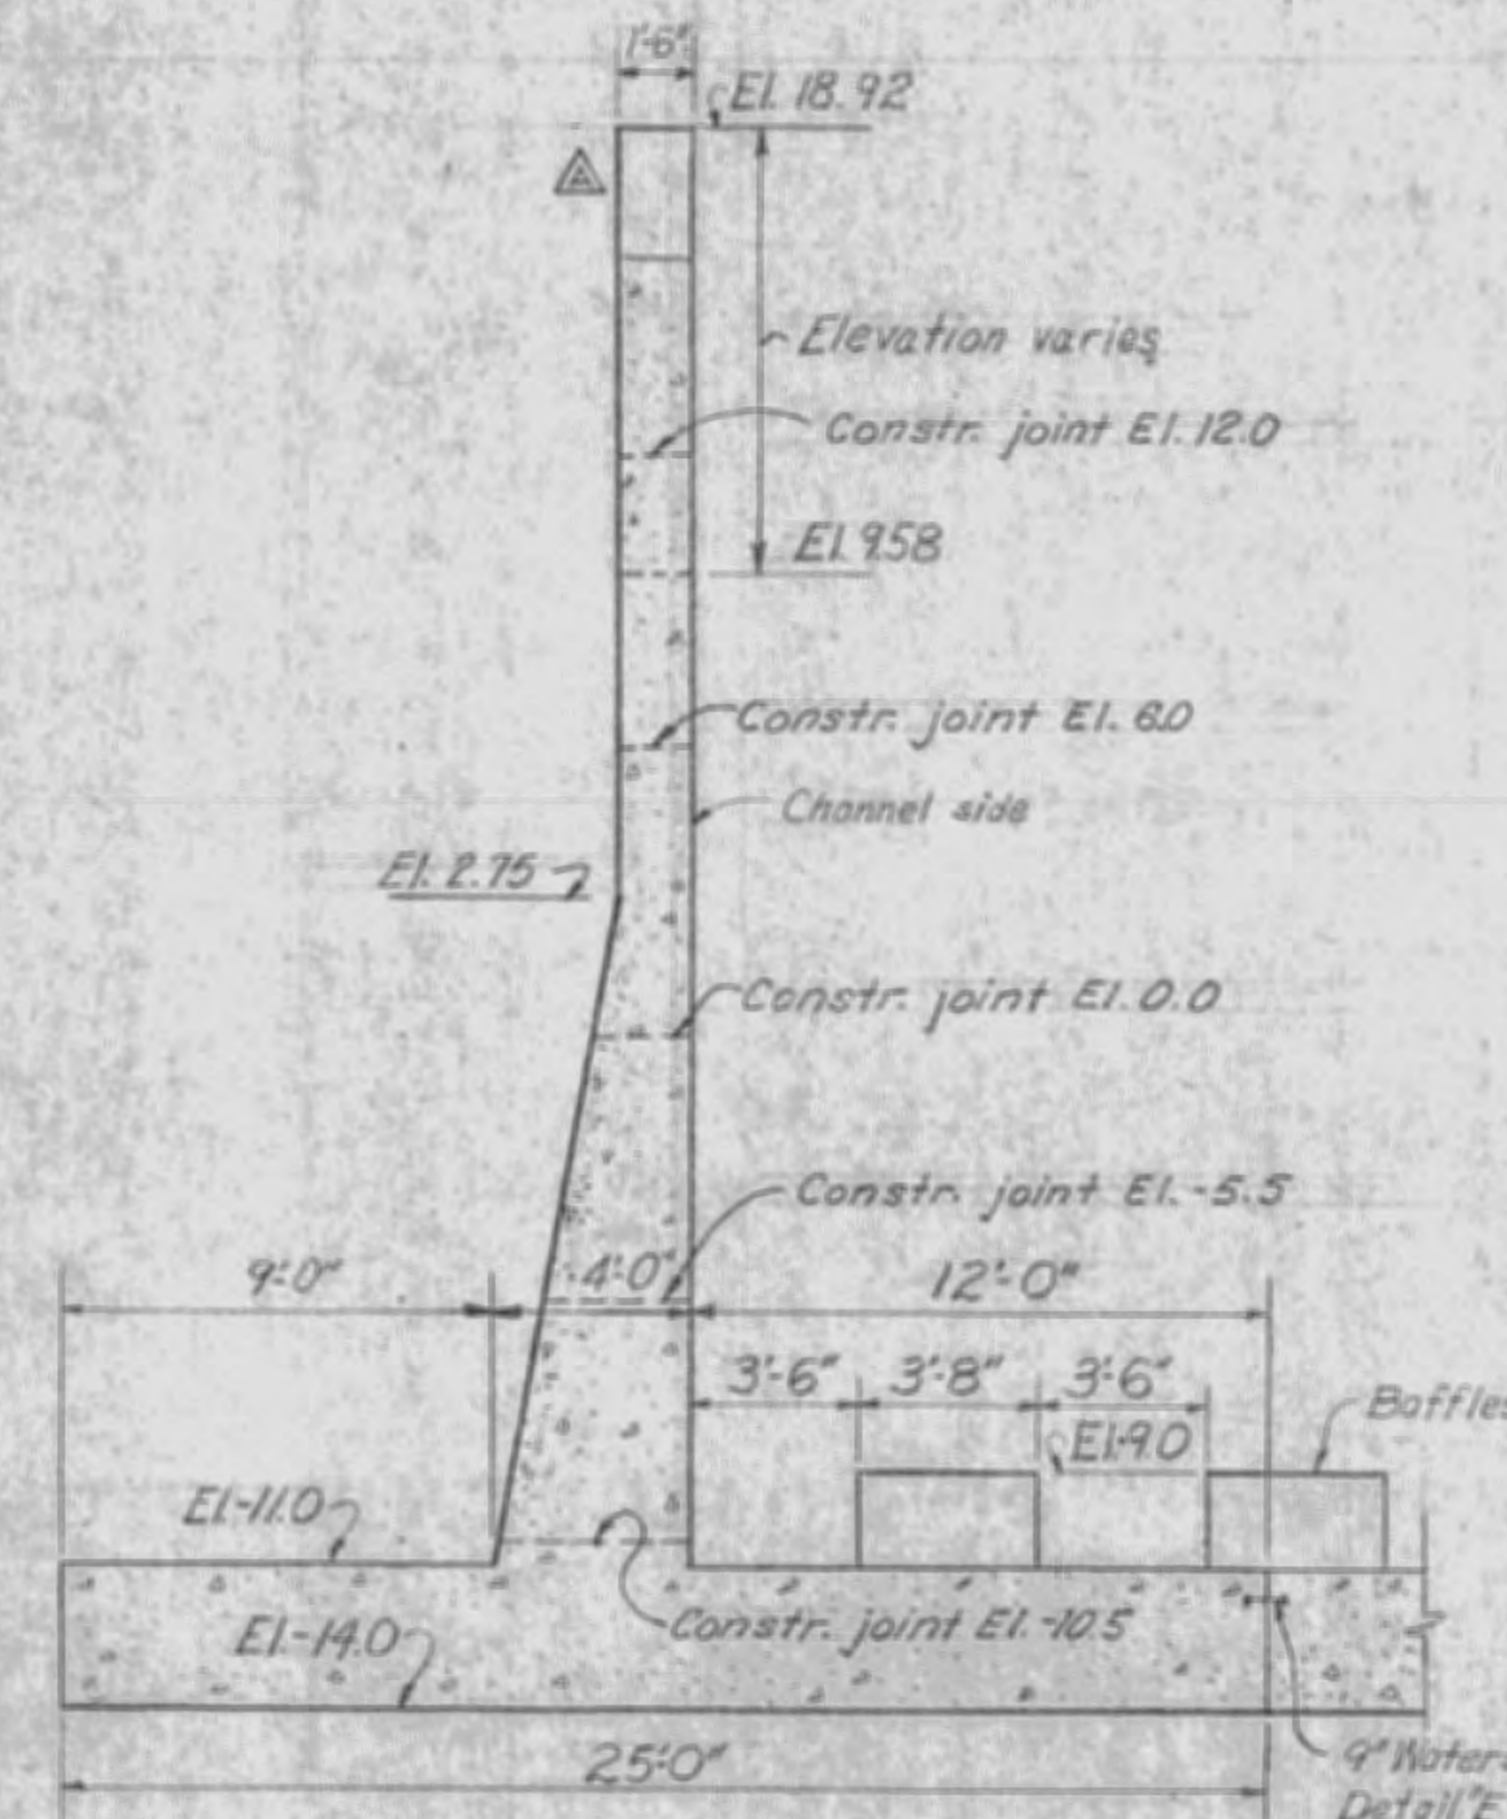 1'-6"
El. 18.92
Elevation varies
Constr. joint El. 12.0
El. 9.58
Constr. joint El. 6.0
Channel side
El. 2.75
Constr. joint El. 0.0
Constr. joint El. -5.5
9'-0"
4'-0"
12'-0"
3'-6"
3'-8"
3'-6"
Baffles
El-9.0
El.-11.0
Constr. joint El. -10.5
El.-14.0
25'-0"
9" Water
Detail "E